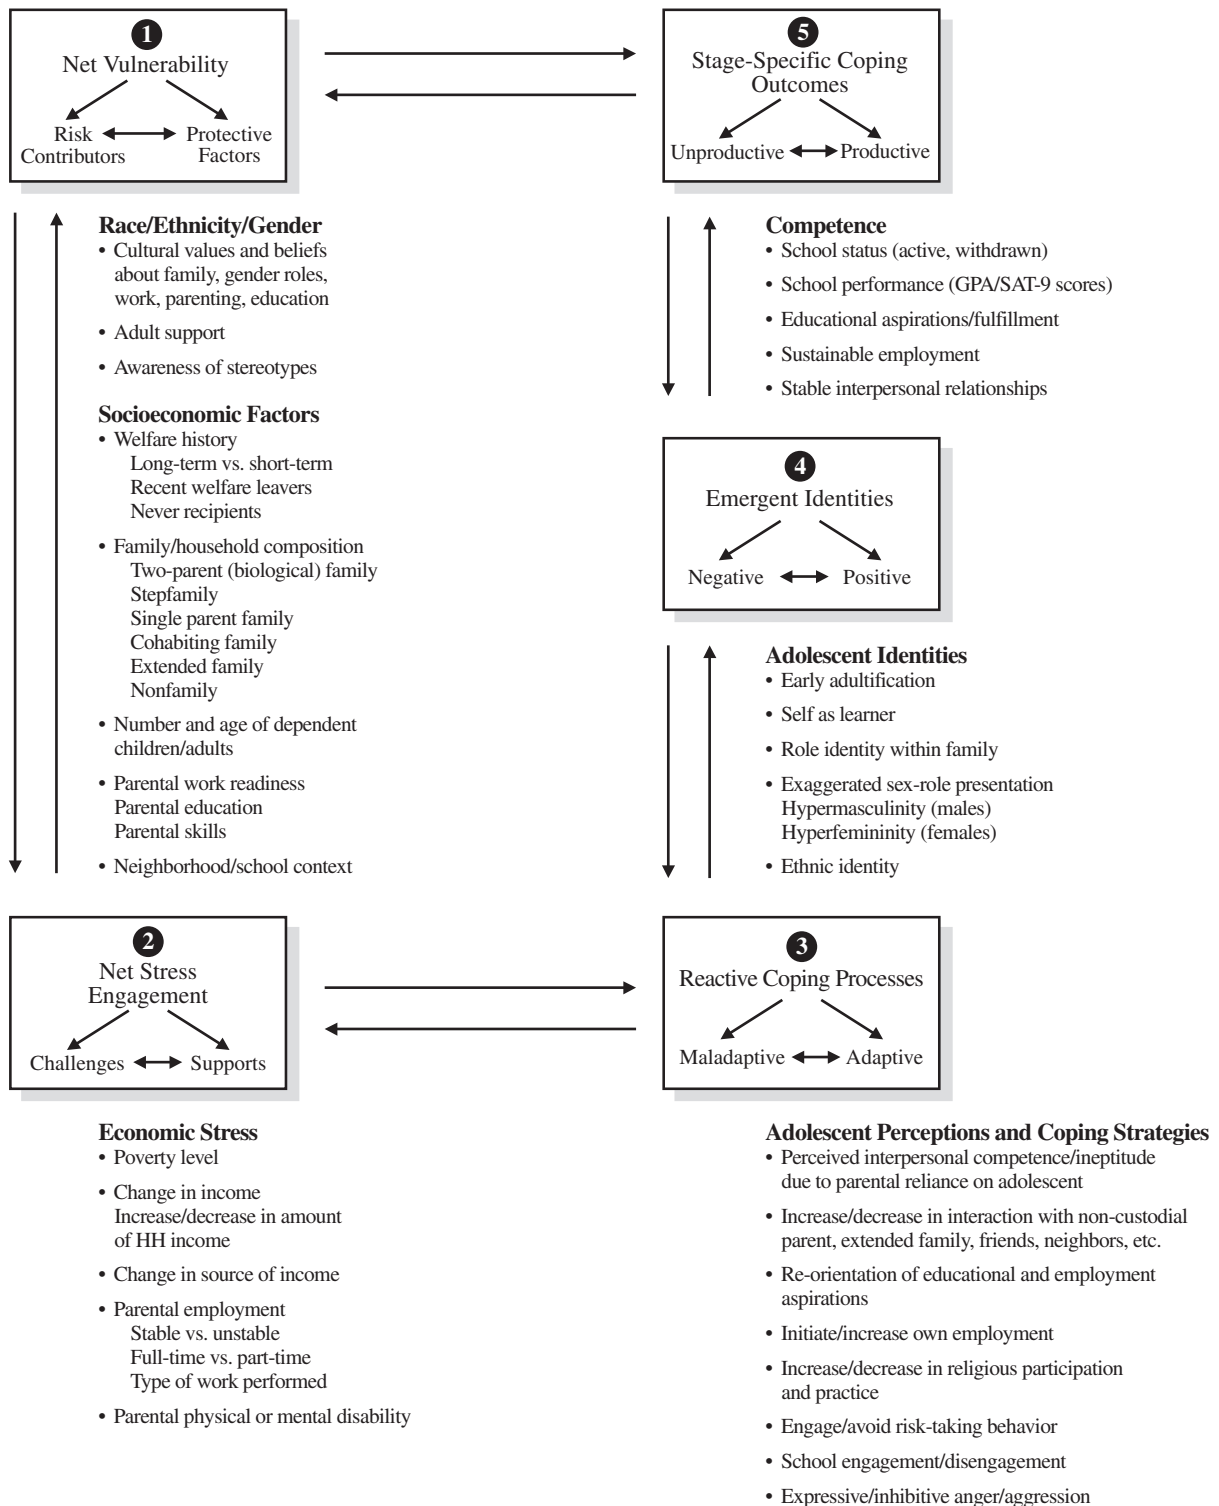 1
Net Vulnerability
Risk
Contributors
Protective
Factors
Race/Ethnicity/Gender
• Cultural values and beliefs
about family, gender roles,
work, parenting, education
• Adult support
• Awareness of stereotypes
Socioeconomic Factors
• Welfare history
Long-term vs. short-term
Recent welfare leavers
Never recipients
• Family/household composition
Two-parent (biological) family
Stepfamily
Single parent family
Cohabiting family
Extended family
Nonfamily
• Number and age of dependent
children/adults
• Parental work readiness
Parental education
Parental skills
• Neighborhood/school context
2
Net Stress
Engagement
Challenges
Supports
Economic Stress
• Poverty level
• Change in income
Increase/decrease in amount
of HH income
• Change in source of income
• Parental employment
Stable vs. unstable
Full-time vs. part-time
Type of work performed
• Parental physical or mental disability
5
Stage-Specific Coping
Outcomes
Unproductive
Productive
Competence
• School status (active, withdrawn)
• School performance (GPA/SAT-9 scores)
• Educational aspirations/fulfillment
• Sustainable employment
• Stable interpersonal relationships
4
Emergent Identities
Negative
Positive
Adolescent Identities
• Early adultification
• Self as learner
• Role identity within family
• Exaggerated sex-role presentation
Hypermasculinity (males)
Hyperfemininity (females)
• Ethnic identity
3
Reactive Coping Processes
Maladaptive
Adaptive
Adolescent Perceptions and Coping Strategies
• Perceived interpersonal competence/ineptitude
due to parental reliance on adolescent
• Increase/decrease in interaction with non-custodial
parent, extended family, friends, neighbors, etc.
• Re-orientation of educational and employment
aspirations
• Initiate/increase own employment
• Increase/decrease in religious participation
and practice
• Engage/avoid risk-taking behavior
• School engagement/disengagement
• Expressive/inhibitive anger/aggression